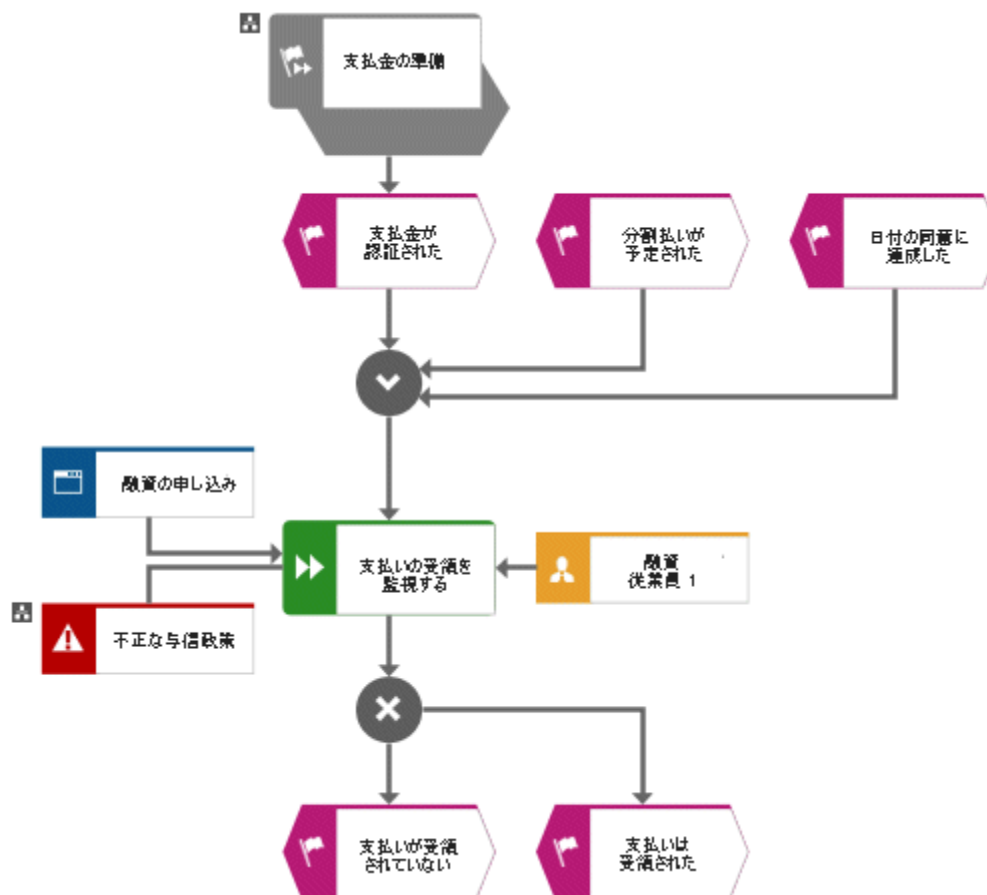 支払金の準備
支払金が
認証された
分割払いが
予定された
日付の同意に
達成した
融資の申し込み
支払いの受領を
監視する
融資
従業員 1
不正な与信政策
支払いが受領
されていない
支払いは
受領された